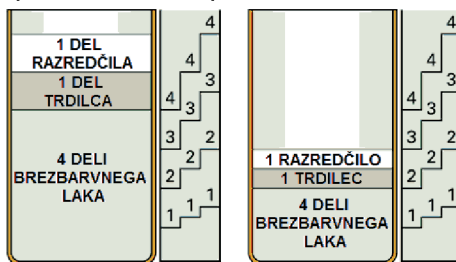 1 DEL
RAZREDČILA
1 DEL
TRDILCA
4 DELI
BREZBARVNEGA
LAKA
4
4
3
4
3
3 2
2
2
1
1
1
1 RAZREDČILO
1 TRDILEC
4 DELI
BREZBARVNEGA
LAKA
4
4
3
4
3
3 2
2
2
1
1
1